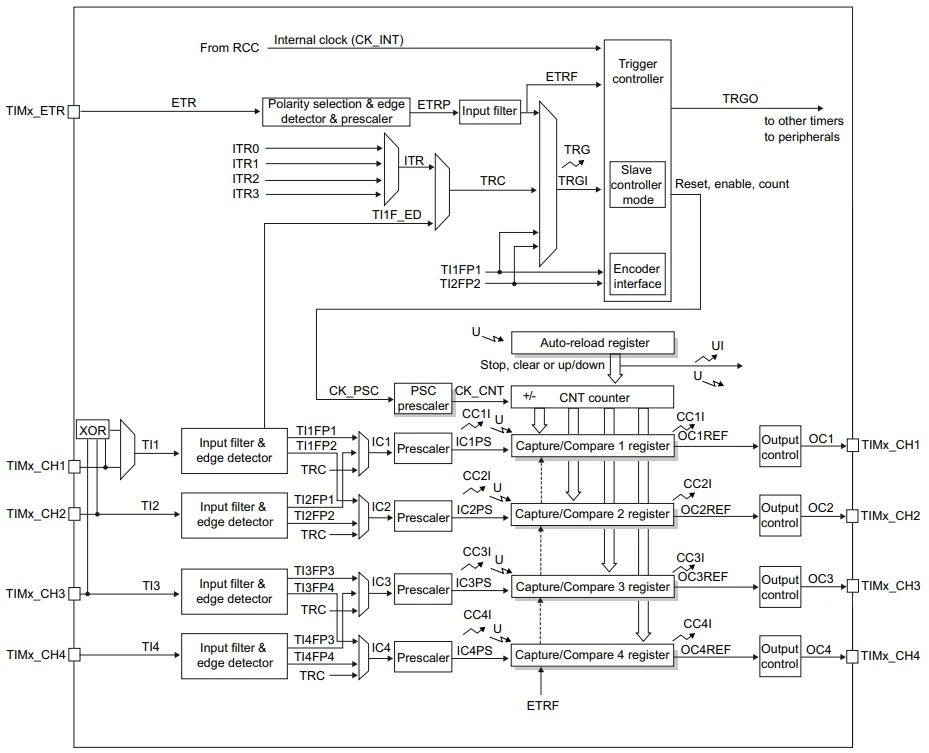 Internal clock (CK_INT)
From RCC
Trigger
controller
ETRF
TIMx_ETR
ETR
Polarity selection & edge
detector & prescaler
ETRP
Input filter
TRGO
to other timers
to peripherals
ITR0
ITR1
ITR2
ITR3
ITR
TRC
TI1F_ED
TRG
TRGI
Slave
controller
mode
Reset, enable, count
TI1FP1
TI2FP2
Encoder
interface
U
Auto-reload register
UI
Stop, clear or up/down
U
CK_PSC
PSC
prescaler
CK_CNT
+/-
CNT counter
XOR
TI1
TIMx_CH1
Input filter &
edge detector
TI1FP1
TI1FP2
TRC
IC1
Prescaler
CC1I
U
IC1PS
Capture/Compare 1 register
CC1I
OC1REF
Output
control
OC1
TIMx_CH1
TIMx_CH2
TI2
Input filter &
edge detector
TI2FP1
TI2FP2
TRC
IC2
Prescaler
CC2I
U
IC2PS
Capture/Compare 2 register
CC2I
OC2REF
Output
control
OC2
TIMx_CH2
TIMx_CH3
TI3
Input filter &
edge detector
TI3FP3
TI3FP4
TRC
IC3
Prescaler
CC3I
U
IC3PS
Capture/Compare 3 register
CC3I
OC3REF
Output
control
OC3
TIMx_CH3
TIMx_CH4
TI4
Input filter &
edge detector
TI4FP3
TI4FP4
TRC
IC4
Prescaler
CC4I
U
IC4PS
Capture/Compare 4 register
CC4I
OC4REF
Output
control
OC4
TIMx_CH4
ETRF